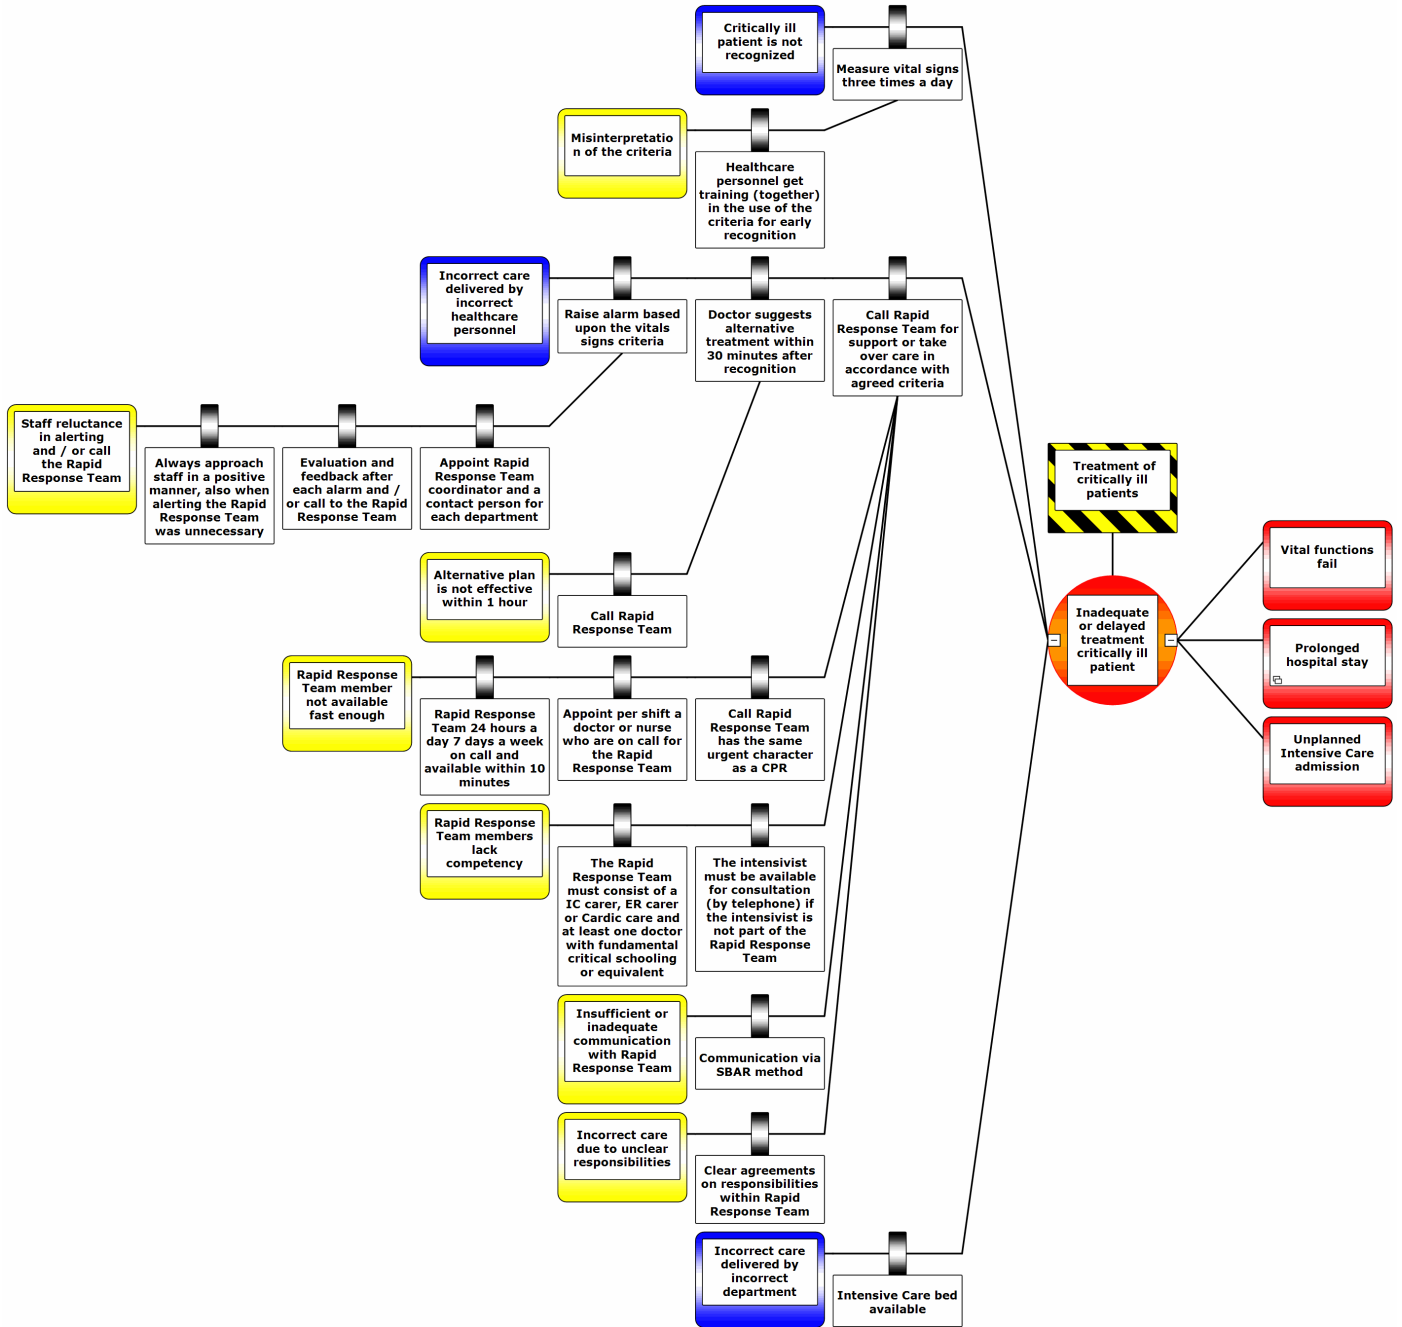 Critically ill
patient is not
recognized
Measure vital signs
three times a day
Misinterpretatio
n of the criteria
Healthcare
personnel get
training (together)
in the use of the
criteria for early
recognition
Incorrect care
delivered by
incorrect
healthcare
personnel
Raise alarm based
upon the vitals
signs criteria
Doctor suggests
alternative
treatment within
30 minutes after
recognition
Call Rapid
Response Team for
support or take
over care in
accordance with
agreed criteria
Staff reluctance
in alerting
and / or call
the Rapid
Response Team
Always approach
staff in a positive
manner, also when
alerting the Rapid
Response Team
was unnecessary
Evaluation and
feedback after
each alarm and /
or call to the Rapid
Response Team
Appoint Rapid
Response Team
coordinator and a
contact person for
each department
Alternative plan
is not effective
within 1 hour
Call Rapid
Response Team
Rapid Response
Team member
not available
fast enough
Rapid Response
Team 24 hours a
day 7 days a week
on call and
available within 10
minutes
Appoint per shift a
doctor or nurse
who are on call for
the Rapid
Response Team
Call Rapid
Response Team
has the same
urgent character
as a CPR
Rapid Response
Team members
lack
competency
The Rapid
Response Team
must consist of a
IC carer, ER carer
or Cardic care and
at least one doctor
with fundamental
critical schooling
or equivalent
The intensivist
must be available
for consultation
(by telephone) if
the intensivist is
not part of the
Rapid Response
Team
Insufficient or
inadequate
communication
with Rapid
Response Team
Communication via
SBAR method
Incorrect care
due to unclear
responsibilities
Clear agreements
on responsibilities
within Rapid
Response Team
Incorrect care
delivered by
incorrect
department
Intensive Care bed
available
Treatment of
critically ill
patients
Inadequate
or delayed
treatment
critically ill
patient
Vital functions
fail
Prolonged
hospital stay
Unplanned
Intensive Care
admission